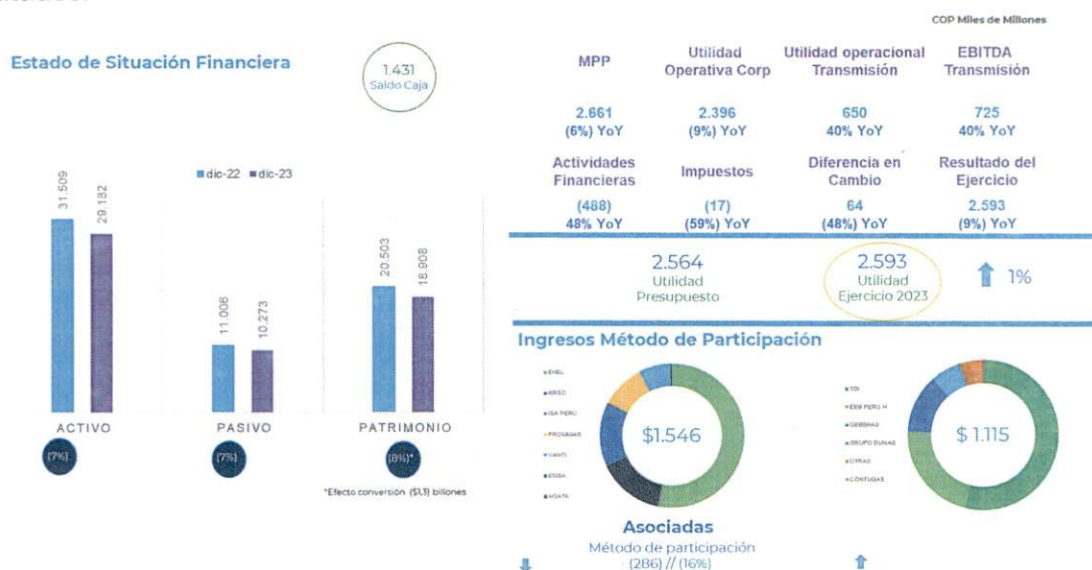 COP Miles de Millones
Estado de Situación Financiera
1.431
Saldo Caja
dic-22 dic-23
31.509
29.182
11.006
10.273
20.503
18.908
ACTIVO PASIVO PATRIMONIO
(7%) (7%) (8%)*
*Efecto conversión ($1,3) billones
MPP
Utilidad
Operativa Corp
Utilidad operacional
Transmisión
EBITDA
Transmisión
2.661 2.396 650 725
(6%) YoY (9%) YoY 40% YoY 40% YoY
Actividades
Financieras
Impuestos
Diferencia en
Cambio
Resultado del
Ejercicio
(488) (17) 64 2.593
48% YoY (59%) YoY (48%) YoY (9%) YoY
2.564
Utilidad
Presupuesto
2.593
Utilidad
Ejercicio 2023
1%
Ingresos Método de Participación
ENEL
ARGO
ISA PERU
PROMIGAS
VANTI
EMSA
AGATA
$1.546
TGI
EEB PERU H
GEBBRAS
GRUPO DUNAS
OTRAS
CONTUGAS
$ 1.115
Asociadas
Método de participación
(286) // (16%)